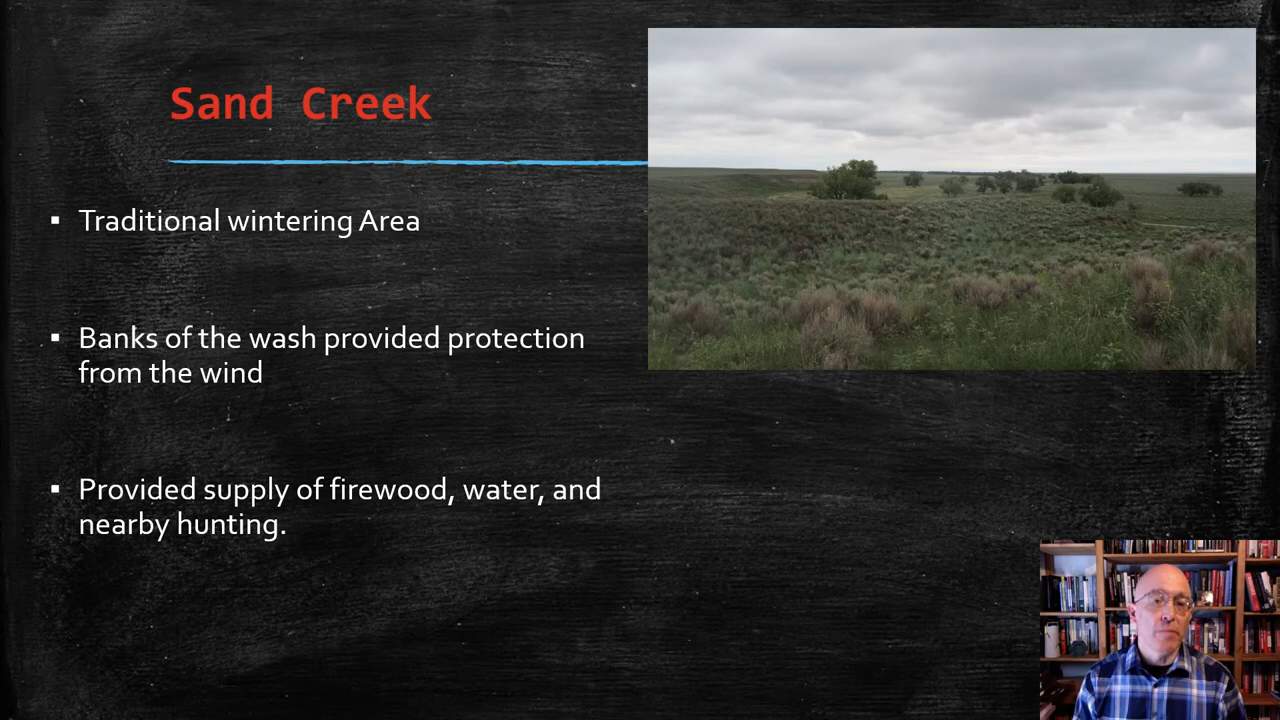 Sand Creek
▪ Traditional wintering Area
▪ Banks of the wash provided protection
from the wind
▪ Provided supply of firewood, water, and
nearby hunting.